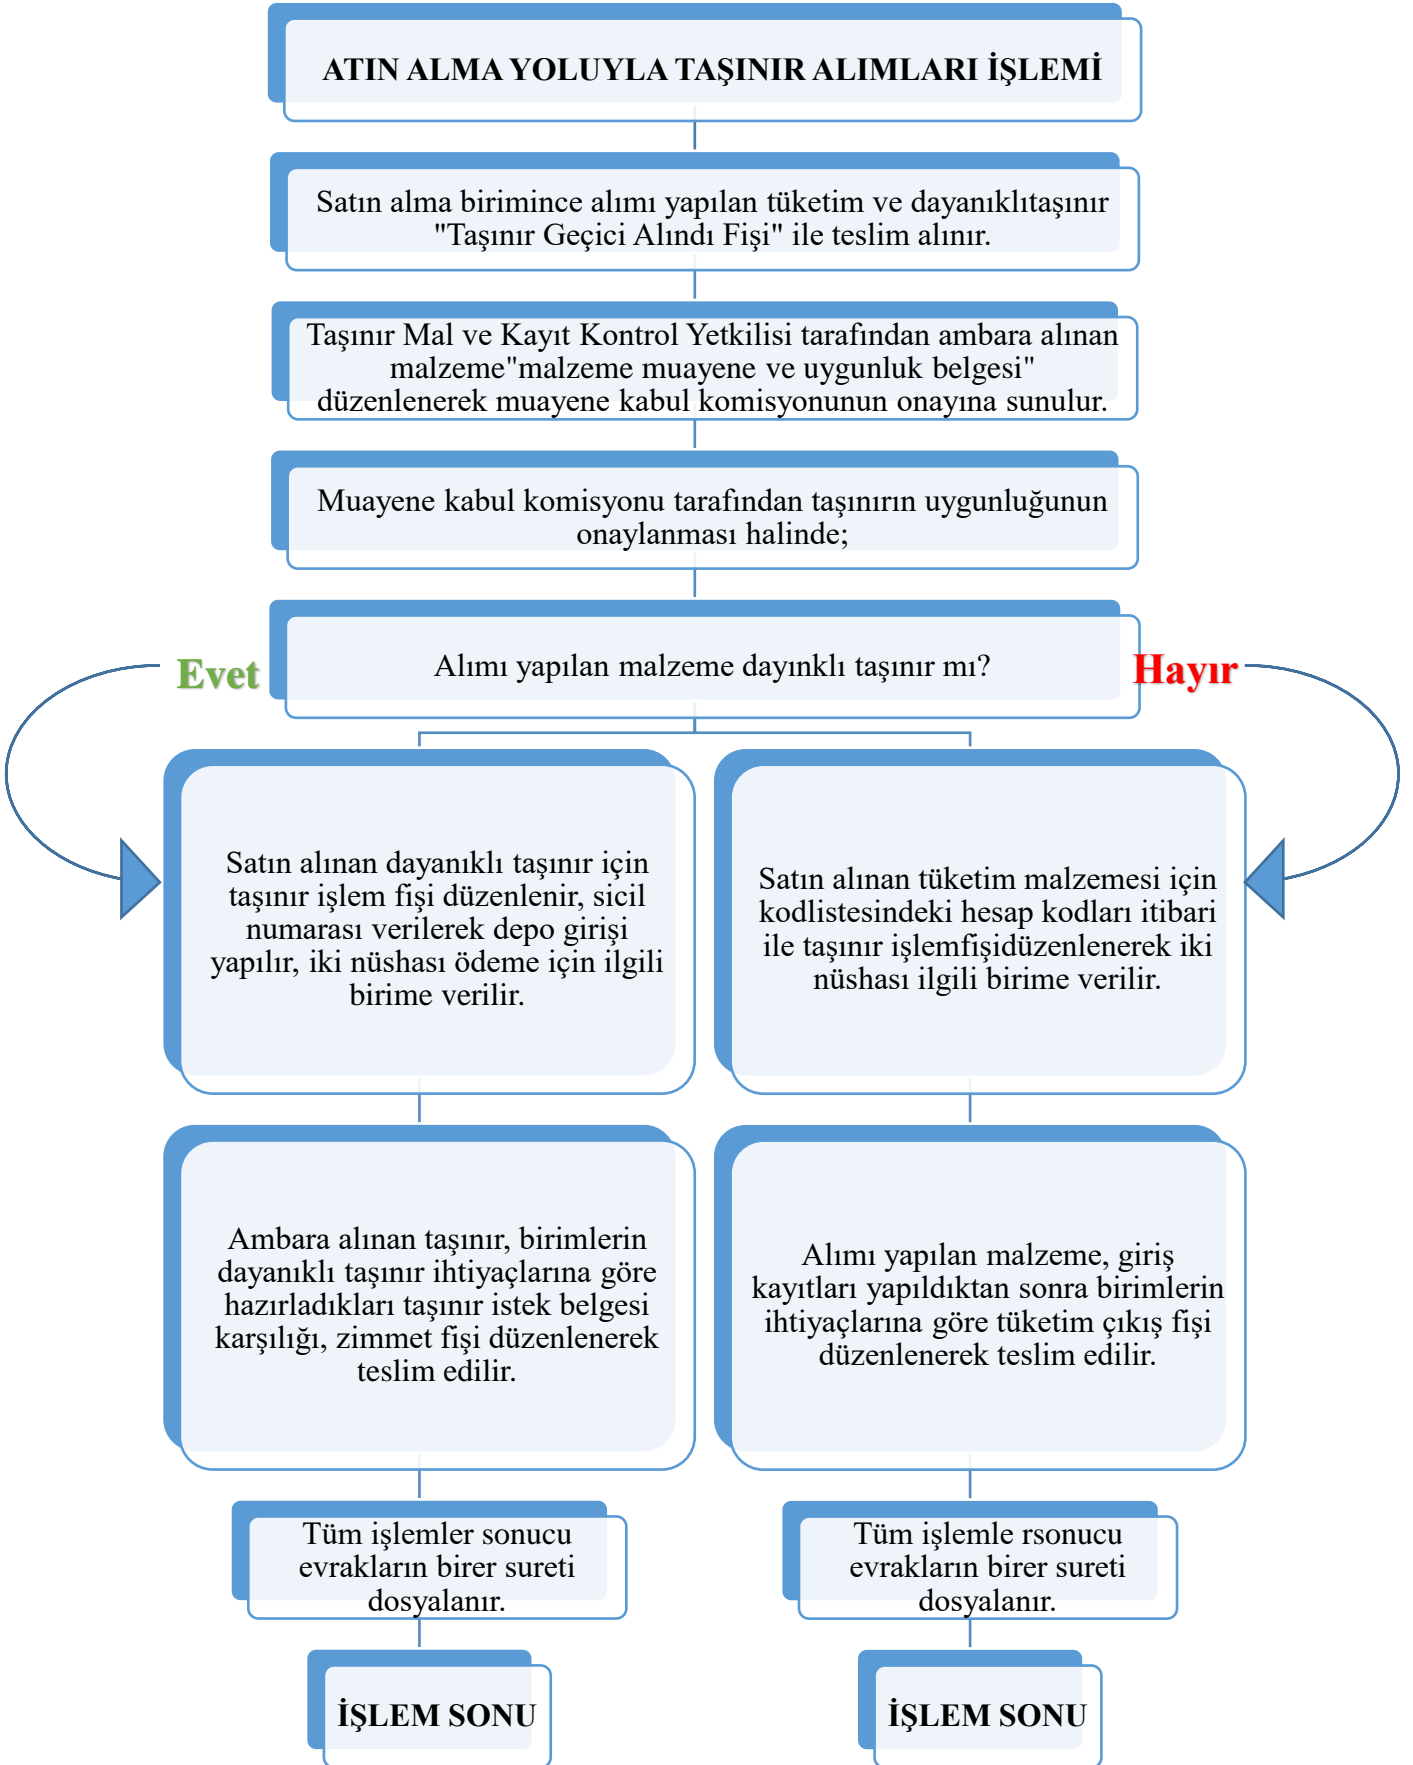 ATIN ALMA YOLUYLA TAŞINIR ALIMLARI İŞLEMİ
Satın alma birimince alımı yapılan tüketim ve dayanıklıtaşınır
"Taşınır Geçici Alındı Fişi" ile teslim alınır.
Taşınır Mal ve Kayıt Kontrol Yetkilisi tarafından ambara alınan
malzeme"malzeme muayene ve uygunluk belgesi"
düzenlenerek muayene kabul komisyonunun onayına sunulur.
Muayene kabul komisyonu tarafından taşınırın uygunluğunun
onaylanması halinde;
Evet
Alımı yapılan malzeme dayınklı taşınır mı?
Hayır
Satın alınan dayanıklı taşınır için
taşınır işlem fişi düzenlenir, sicil
numarası verilerek depo girişi
yapılır, iki nüshası ödeme için ilgili
birime verilir.
Satın alınan tüketim malzemesi için
kodlistesindeki hesap kodları itibari
ile taşınır işlemfişidüzenlenerek iki
nüshası ilgili birime verilir.
Ambara alınan taşınır, birimlerin
dayanıklı taşınır ihtiyaçlarına göre
hazırladıkları taşınır istek belgesi
karşılığı, zimmet fişi düzenlenerek
teslim edilir.
Alımı yapılan malzeme, giriş
kayıtları yapıldıktan sonra birimlerin
ihtiyaçlarına göre tüketim çıkış fişi
düzenlenerek teslim edilir.
Tüm işlemler sonucu
evrakların birer sureti
dosyalanır.
Tüm işlemle rsonucu
evrakların birer sureti
dosyalanır.
İŞLEM SONU
İŞLEM SONU